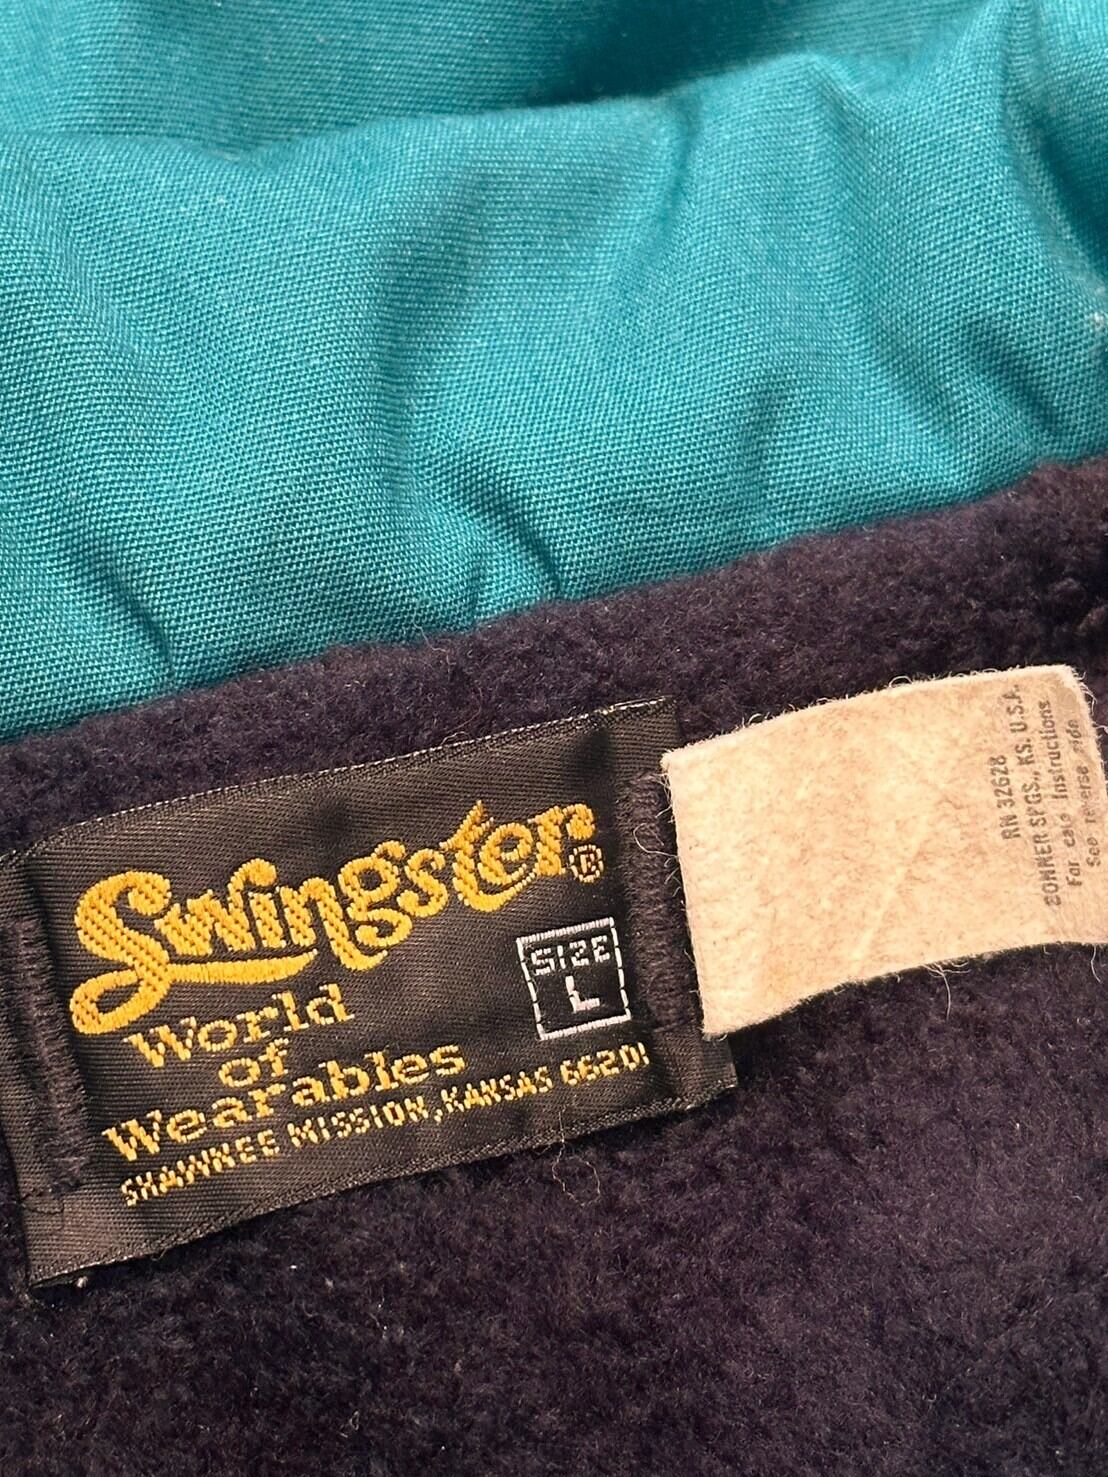 Swingster®
World
of
Wearables
SHAWNEE MISSION, KANSAS 66201
SIZE
L
RN 32628
BONNER SPGS., KS. U.S.A.
For care Instructions
See reverse side